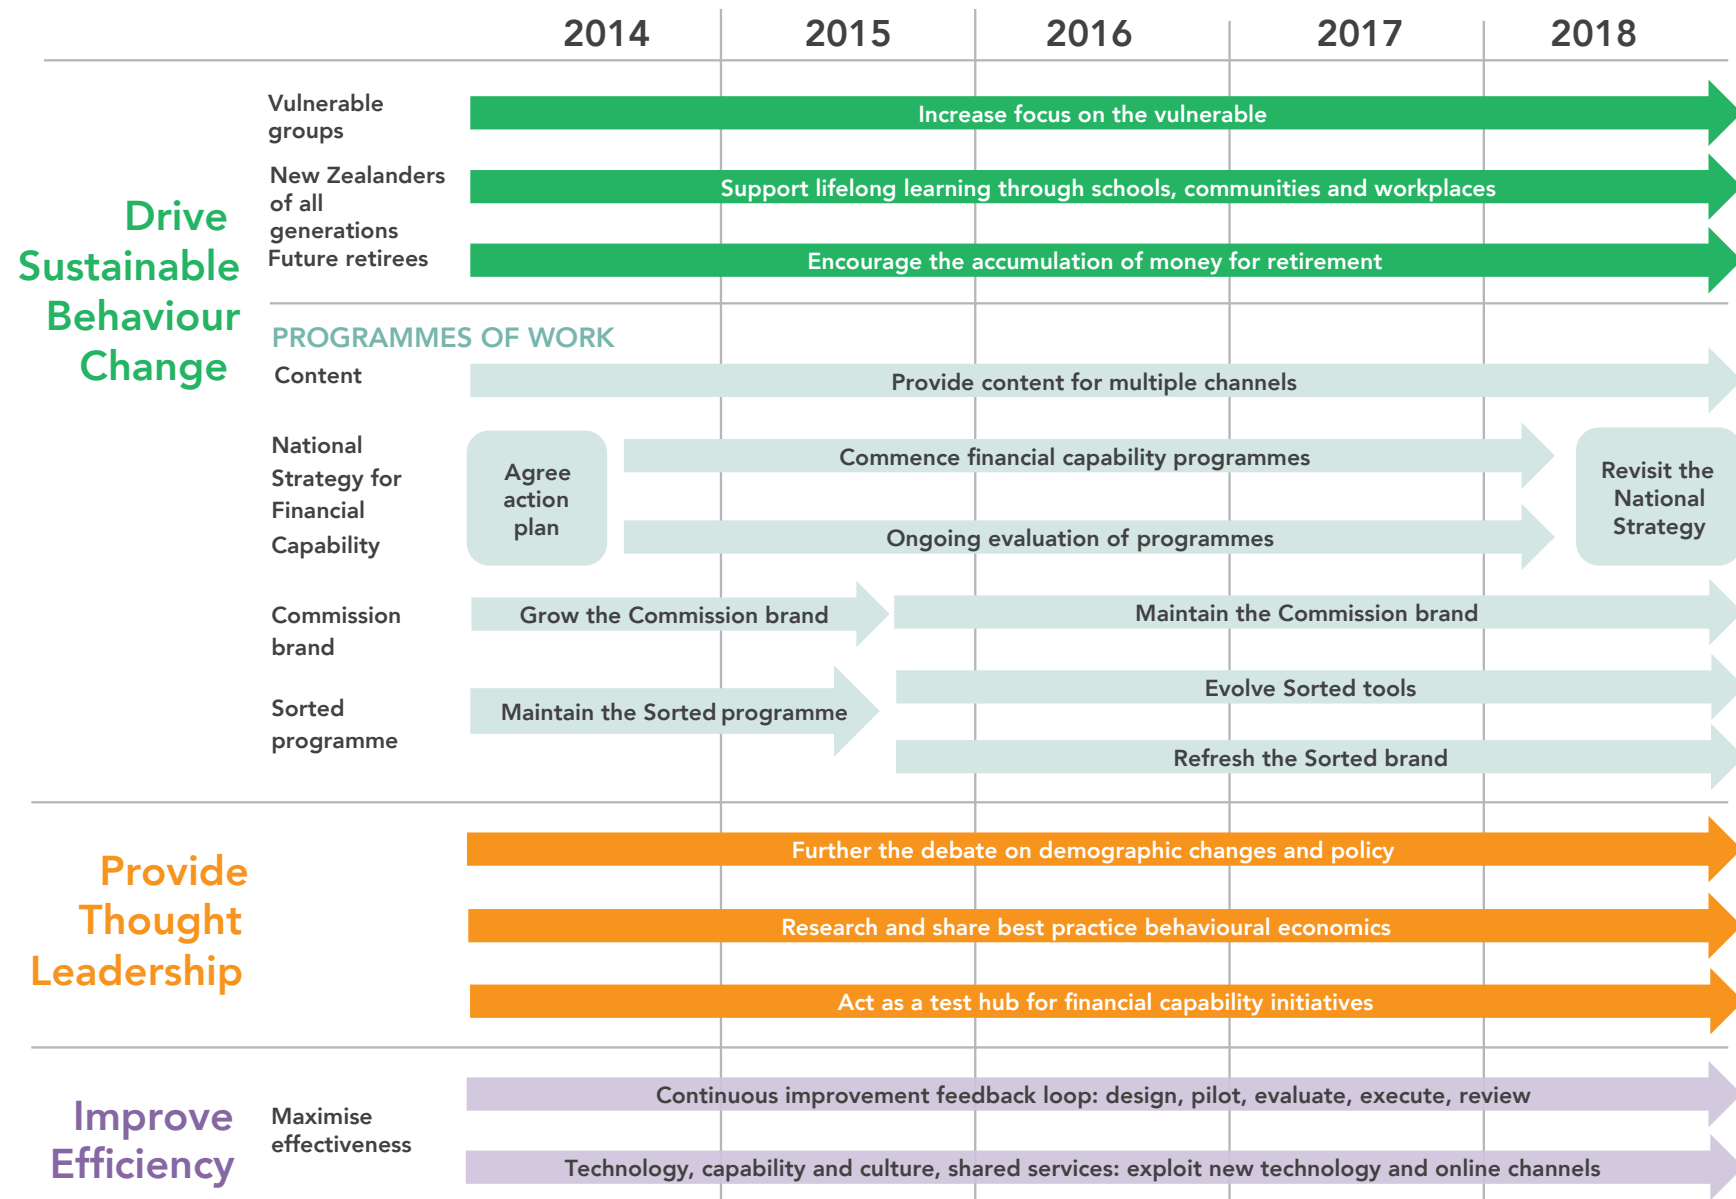 2014 2015 2016 2017 2018
Drive
Sustainable
Behaviour
Change
Vulnerable
groups
Increase focus on the vulnerable
New Zealanders
of all
generations
Support lifelong learning through schools, communities and workplaces
Future retirees
Encourage the accumulation of money for retirement
PROGRAMMES OF WORK
Content
Provide content for multiple channels
National
Strategy for
Financial
Capability
Agree
action
plan
Commence financial capability programmes
Ongoing evaluation of programmes
Revisit the
National
Strategy
Commission
brand
Grow the Commission brand
Maintain the Commission brand
Sorted
programme
Maintain the Sorted programme
Evolve Sorted tools
Refresh the Sorted brand
Provide
Thought
Leadership
Further the debate on demographic changes and policy
Research and share best practice behavioural economics
Act as a test hub for financial capability initiatives
Improve
Efficiency
Maximise
effectiveness
Continuous improvement feedback loop: design, pilot, evaluate, execute, review
Technology, capability and culture, shared services: exploit new technology and online channels